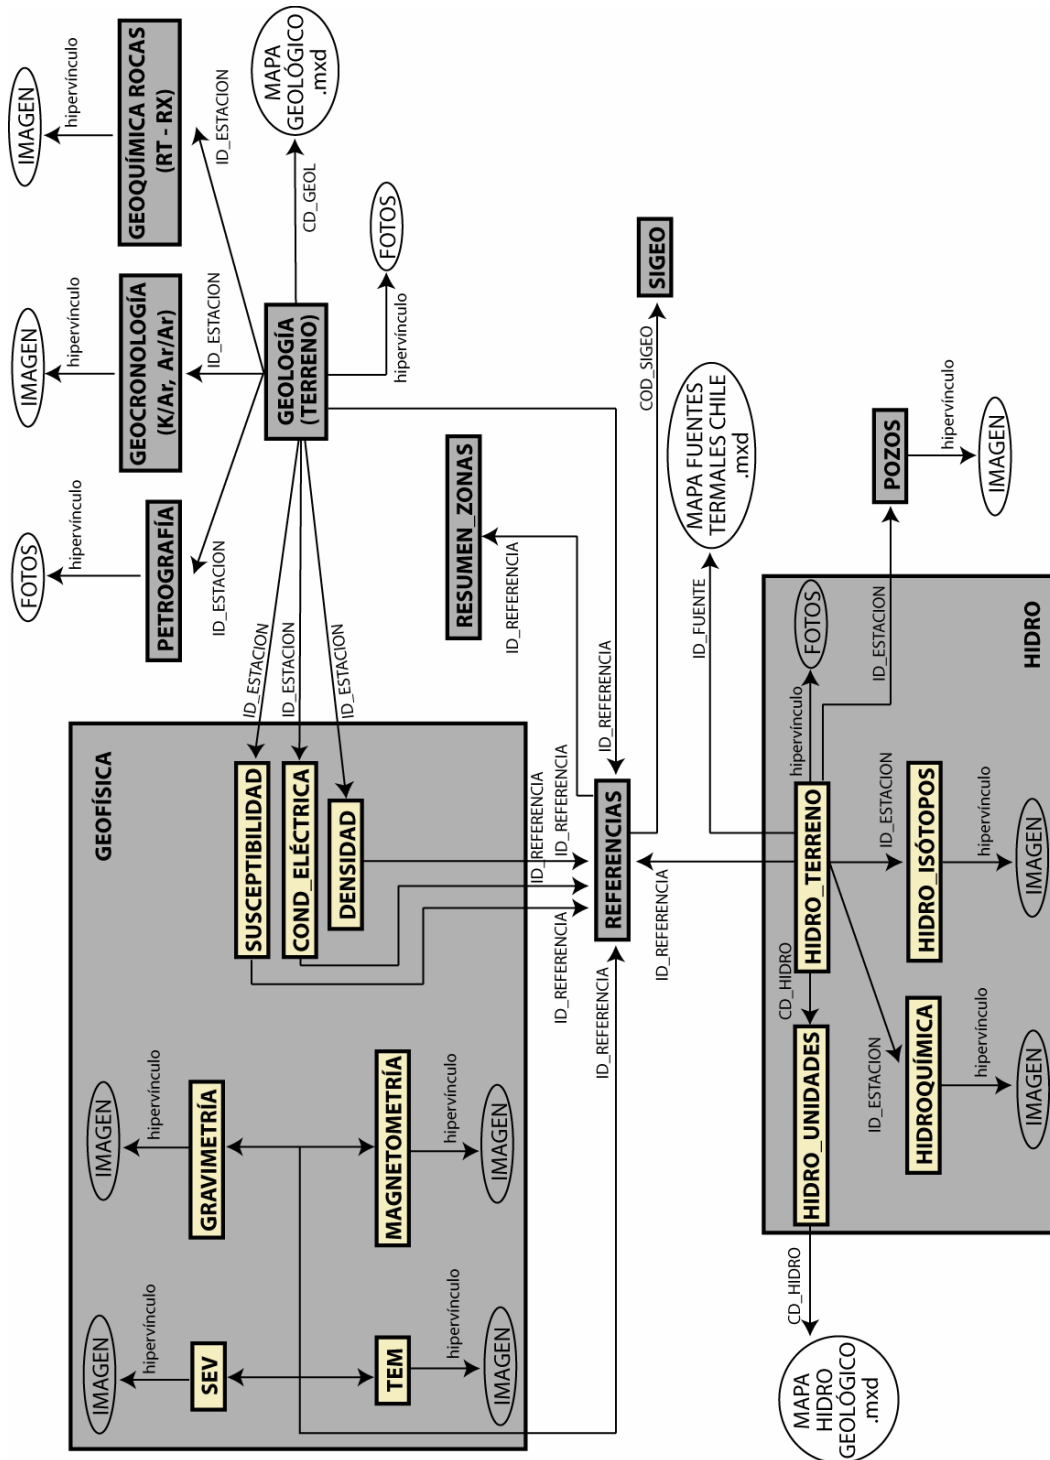 FOTOS
IMAGEN
IMAGEN
hipervínculo
hipervínculo
hipervínculo
PETROGRAFÍA
GEOCRONOLOGÍA
(K/Ar, Ar/Ar)
GEOQUÍMICA ROCAS
(RT - RX)
ID_ESTACION
ID_ESTACION
ID_ESTACION
GEOLOGÍA
(TERRENO)
CD_GEOL
MAPA
GEOLÓGICO
.mxd
hipervínculo
FOTOS
GEOFÍSICA
IMAGEN
IMAGEN
hipervínculo
hipervínculo
SEV
GRAVIMETRÍA
SUSCEPTIBILIDAD
ID_ESTACION
COND_ELÉCTRICA
ID_ESTACION
DENSIDAD
ID_ESTACION
TEM
MAGNETOMETRÍA
hipervínculo
hipervínculo
IMAGEN
IMAGEN
RESUMEN_ZONAS
ID_REFERENCIA
ID_REFERENCIA
ID_REFERENCIA
ID_REFERENCIA
ID_REFERENCIA
ID_REFERENCIA
REFERENCIAS
COD_SIGEO
SIGEO
ID_REFERENCIA
ID_FUENTE
MAPA FUENTES
TERMALES CHILE
.mxd
HIDRO
CD_HIDRO
MAPA
HIDRO
GEOLÓGICO
.mxd
CD_HIDRO
HIDRO_UNIDADES
HIDRO_TERRENO
hipervínculo
FOTOS
ID_ESTACION
ID_ESTACION
ID_ESTACION
POZOS
HIDROQUÍMICA
HIDRO_ISÓTOPOS
hipervínculo
hipervínculo
hipervínculo
IMAGEN
IMAGEN
IMAGEN